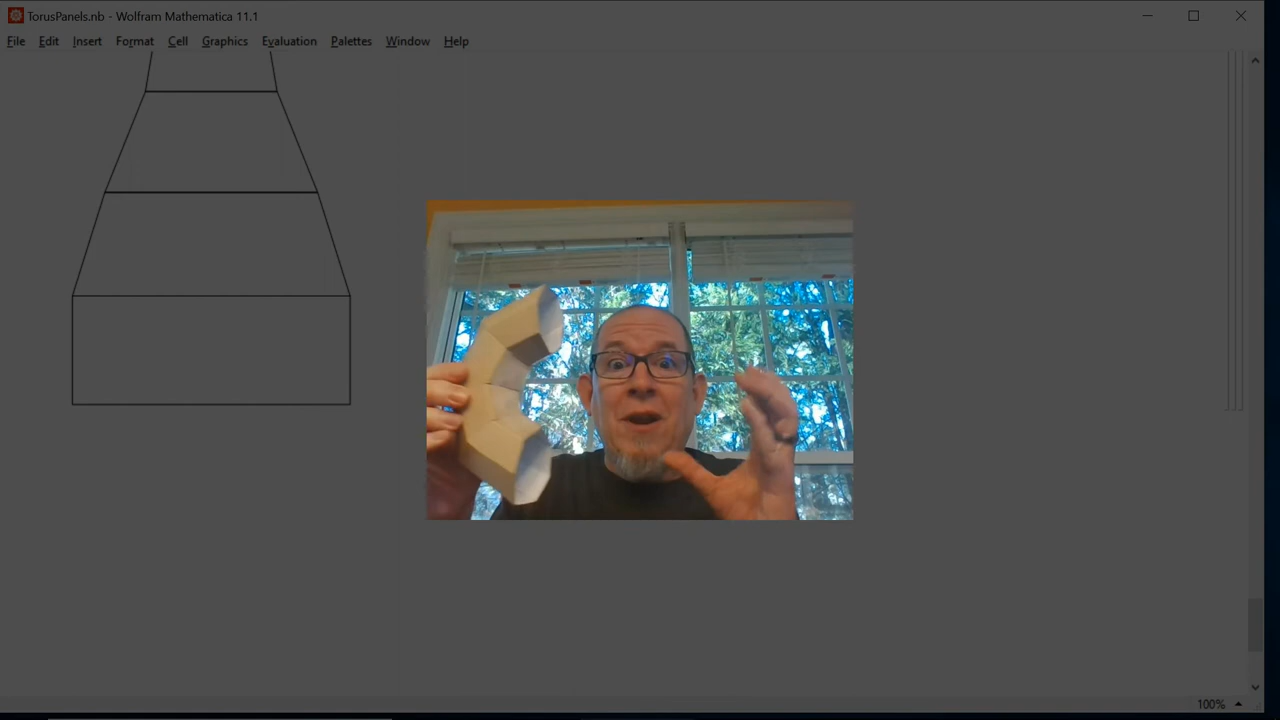 TorusPanels.nb - Wolfram Mathematica 11.1
File Edit Insert Format Cell Graphics Evaluation Palettes Window Help
100%